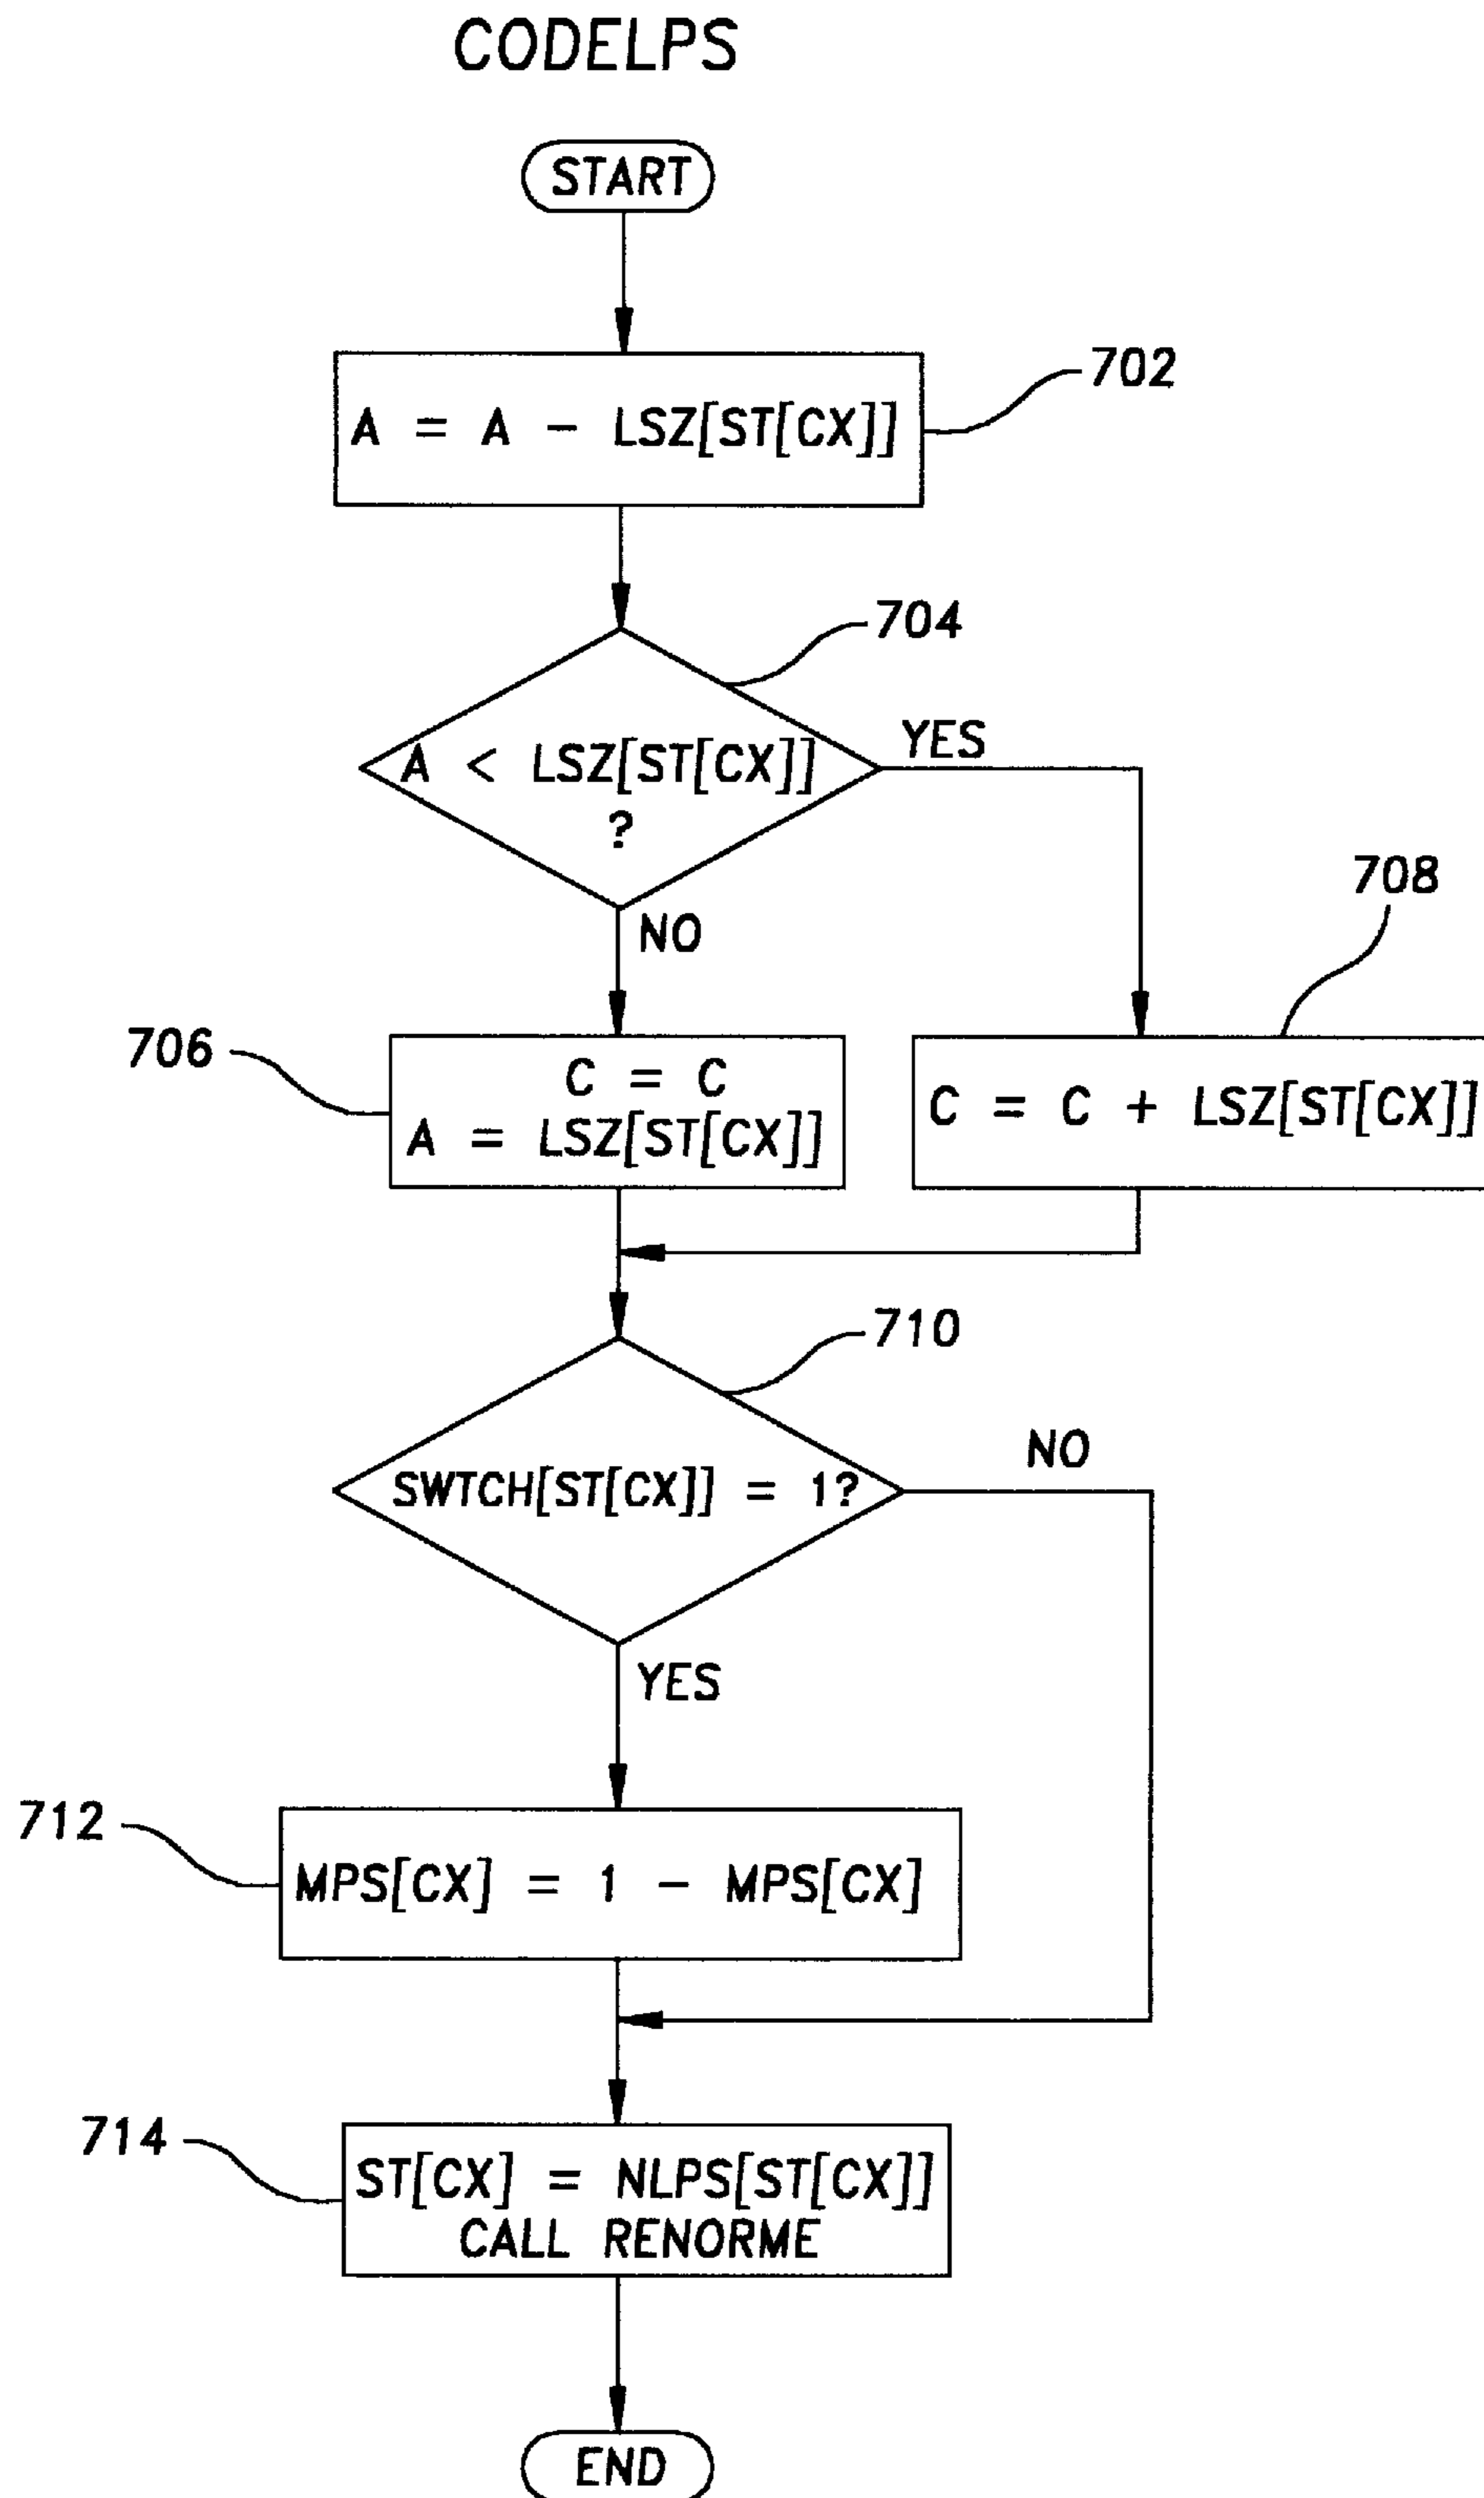 CODELPS
START
A = A - LSZ[ST[CX]]
702
704
A < LSZ[ST[CX]]
?
YES
NO
708
706
C = C
A = LSZ[ST[CX]]
C = C + LSZ[ST[CX]]
710
SWTCH[ST[CX]] = 1?
NO
YES
712
MPS[CX] = 1 - MPS[CX]
714
ST[CX] = NLPS[ST[CX]]
CALL RENORME
END